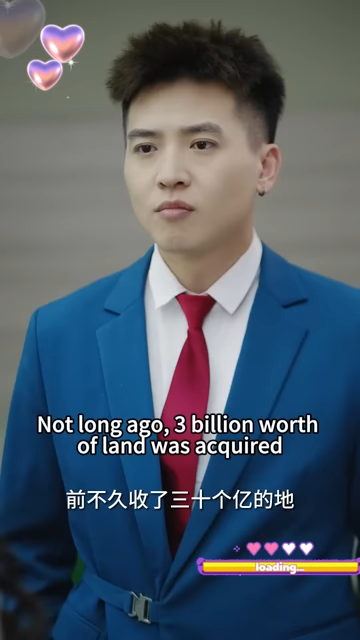 Not long ago, 3 billion worth
of land was acquired
前不久收了三十个亿的地
loading...